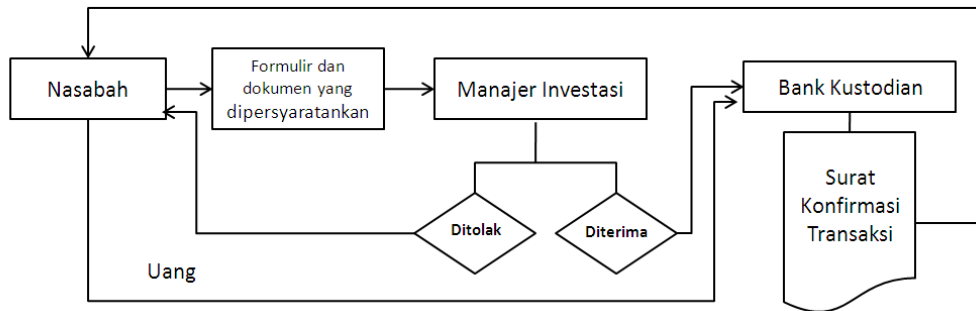 Nasabah
Formulir dan
dokumen yang
dipersyaratankan
Manajer Investasi
Bank Kustodian
Surat
Konfirmasi
Transaksi
Ditolak
Diterima
Uang